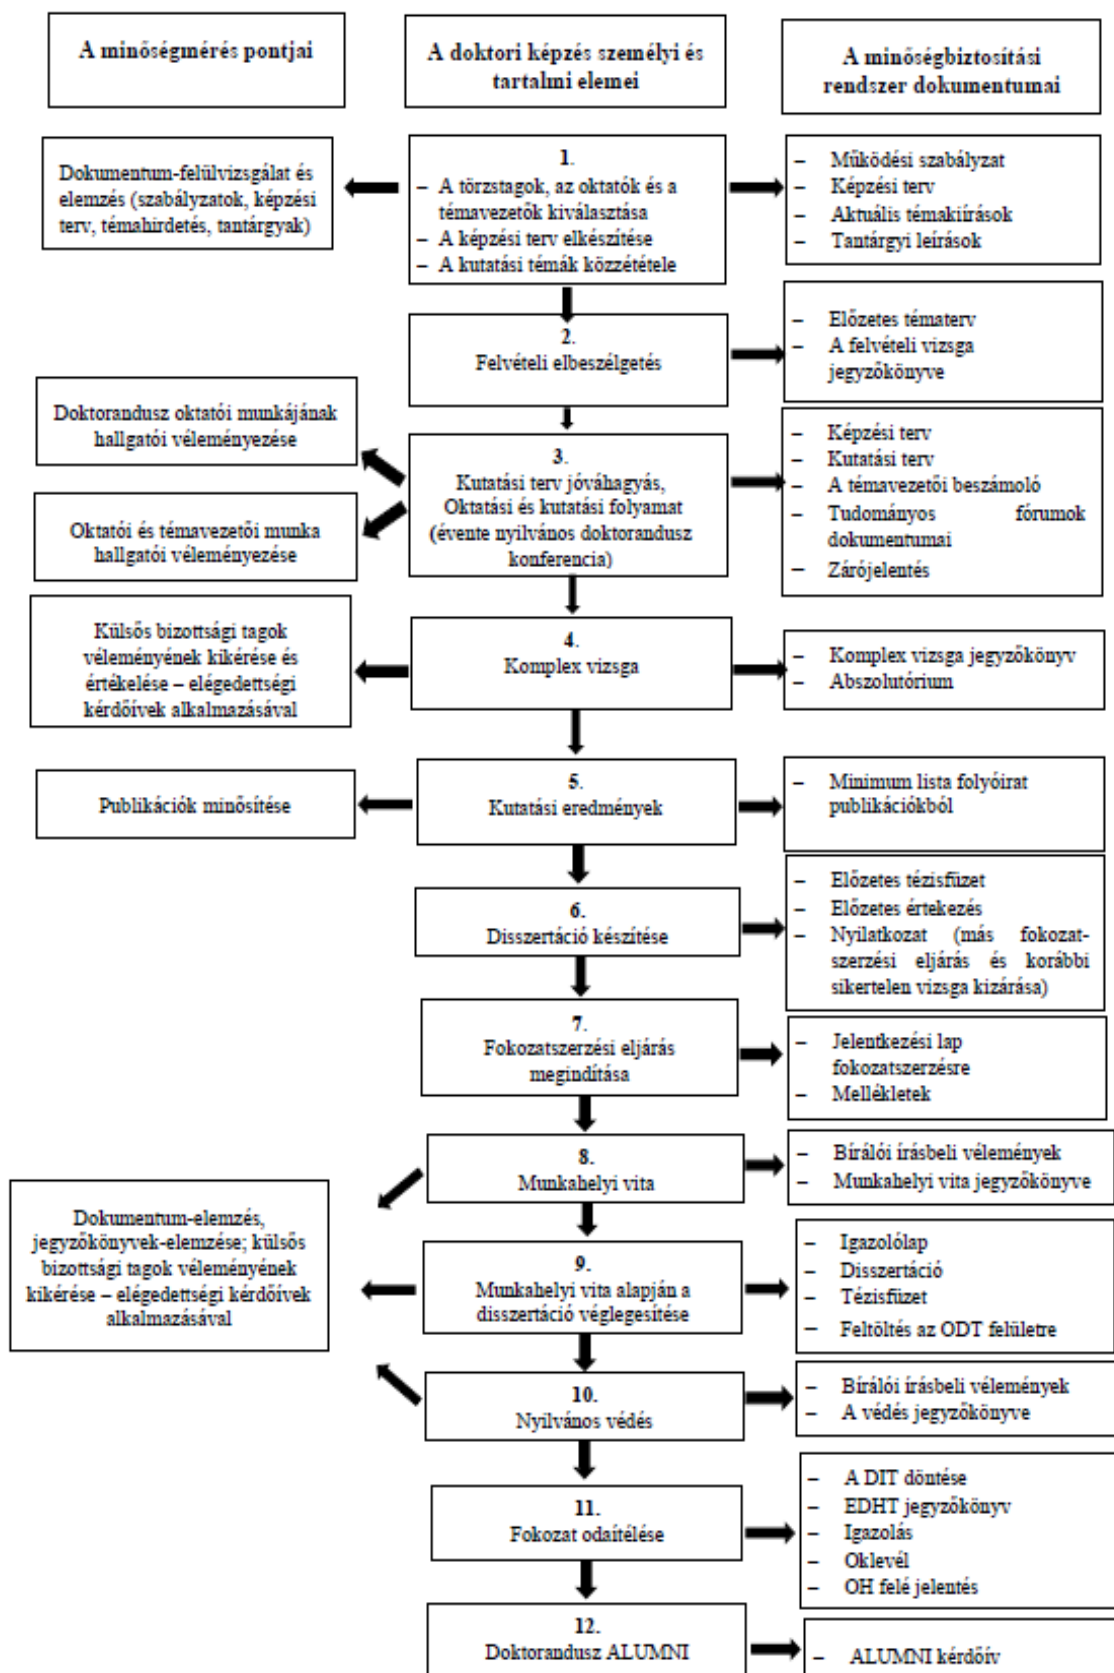 A minőségmérés pontjai
A doktori képzés személyi és
tartalmi elemei
A minőségbiztosítási
rendszer dokumentumai
Dokumentum-felülvizsgálat és
elemzés (szabályzatok, képzési
terv, témahirdetés, tantárgyak)
1.
– A törzstagok, az oktatók és a
témavezetők kiválasztása
– A képzési terv elkészítése
– A kutatási témák közzététele
– Működési szabályzat
– Képzési terv
– Aktuális témakiírások
– Tantárgyi leírások
2.
Felvételi elbeszélgetés
– Előzetes tématerv
– A felvételi vizsga
jegyzőkönyve
Doktorandusz oktatói munkájának
hallgatói véleményezése
Oktatói és témavezetői munka
hallgatói véleményezése
3.
Kutatási terv jóváhagyás,
Oktatási és kutatási folyamat
(évente nyilvános doktorandusz
konferencia)
– Képzési terv
– Kutatási terv
– A témavezetői beszámoló
– Tudományos fórumok
dokumentumai
– Zárójelentés
Külsős bizottsági tagok
véleményének kikérése és
értékelése – elégedettségi
kérdőívek alkalmazásával
4.
Komplex vizsga
– Komplex vizsga jegyzőkönyv
– Abszolutórium
Publikációk minősítése
5.
Kutatási eredmények
– Minimum lista folyóirat
publikációkból
6.
Disszertáció készítése
– Előzetes tézisfüzet
– Előzetes értekezés
– Nyilatkozat (más fokozat-
szerzési eljárás és korábbi
sikertelen vizsga kizárása)
7.
Fokozatszerzési eljárás
megindítása
– Jelentkezési lap
fokozatszerzésre
– Mellékletek
8.
Munkahelyi vita
– Bírálói írásbeli vélemények
– Munkahelyi vita jegyzőkönyve
Dokumentum-elemzés,
jegyzőkönyvek-elemzése; külsős
bizottsági tagok véleményének
kikérése – elégedettségi kérdőívek
alkalmazásával
9.
Munkahelyi vita alapján a
disszertáció véglegesítése
– Igazolólap
– Disszertáció
– Tézisfüzet
– Feltöltés az ODT felületre
10.
Nyilvános védés
– Bírálói írásbeli vélemények
– A védés jegyzőkönyve
11.
Fokozat odaítélése
– A DIT döntése
– EDHT jegyzőkönyv
– Igazolás
– Oklevél
– OH felé jelentés
12.
Doktorandusz ALUMNI
– ALUMNI kérdőív